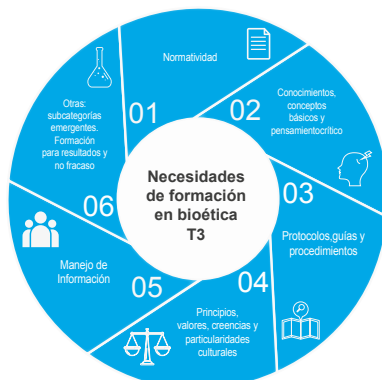 Normatividad
01
02
Conocimientos,
conceptos
básicos y
pensamientocrítico
03
Protocolos,guías y
procedimientos
04
Principios,
valores, creencias y
particularidades
culturales
05
Manejo de
Información
06
Otras:
subcategorías
emergentes.
Formación
para resultados y
no fracaso
Necesidades
de formación
en bioética
T3